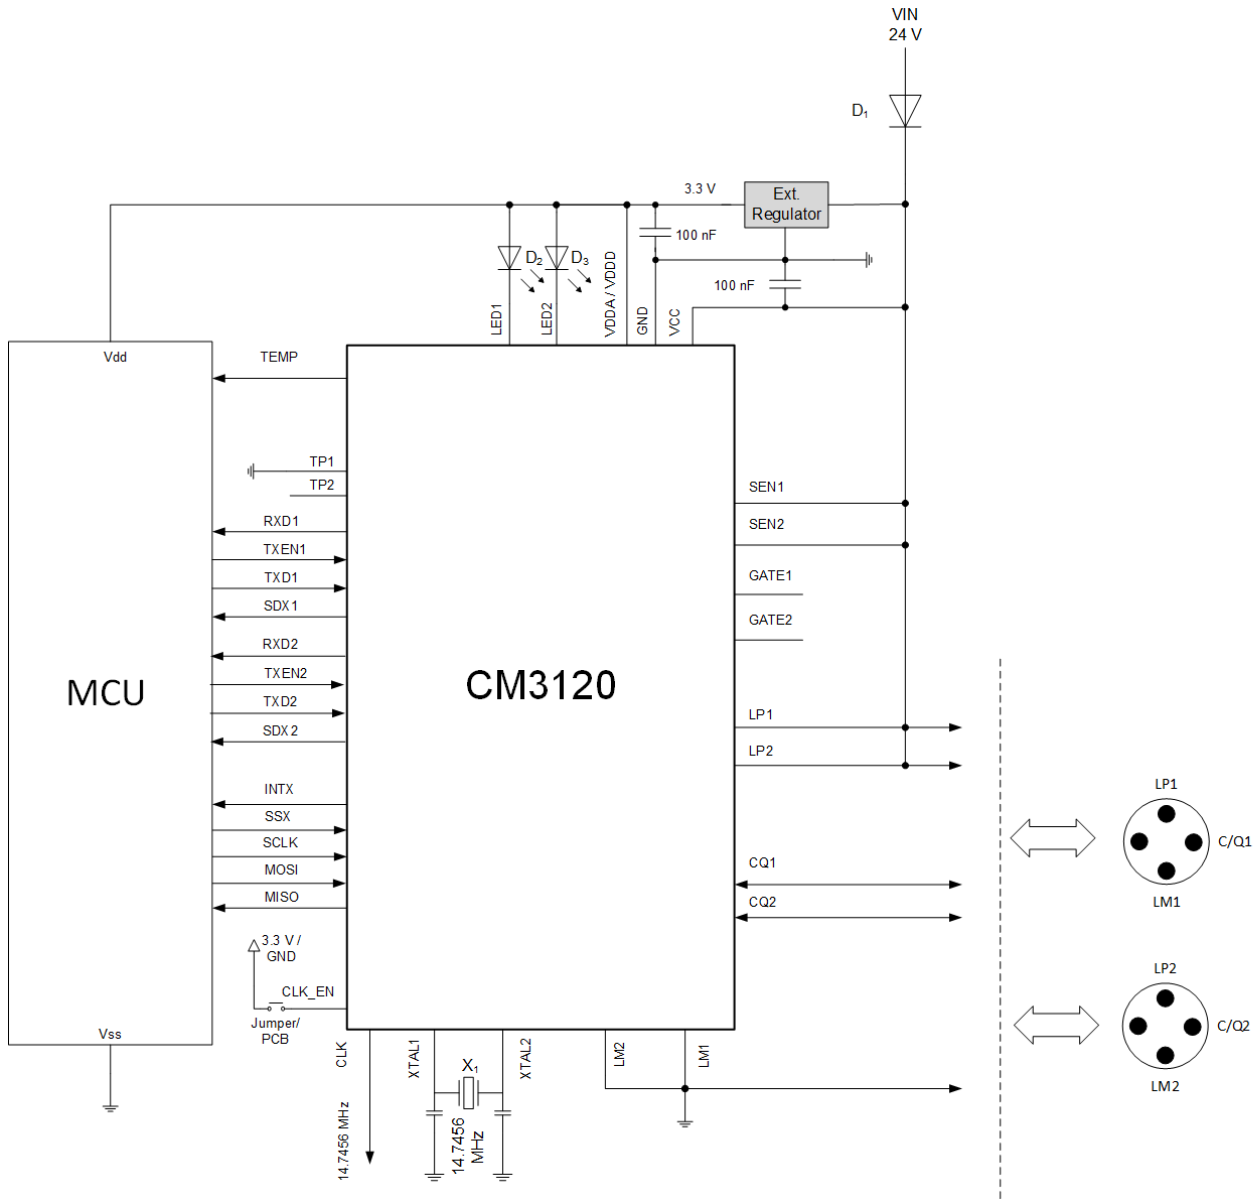 VIN
24 V
D1
3.3 V
Ext.
Regulator
100 nF
D2
D3
100 nF
LED1
LED2
VDDA / VDDD
GND
VCC
Vdd
TEMP
TP1
TP2
RXD1
TXEN1
TXD1
SDX1
RXD2
TXEN2
TXD2
SDX2
INTX
SSX
SCLK
MOSI
MISO
MCU
CM3120
SEN1
SEN2
GATE1
GATE2
LP1
LP2
CQ1
CQ2
3.3 V /
GND
CLK_EN
Jumper/
PCB
Vss
CLK
14.7456 MHz
XTAL1
X1
14.7456
MHz
XTAL2
LM2
LM1
LP1
C/Q1
LM1
LP2
C/Q2
LM2